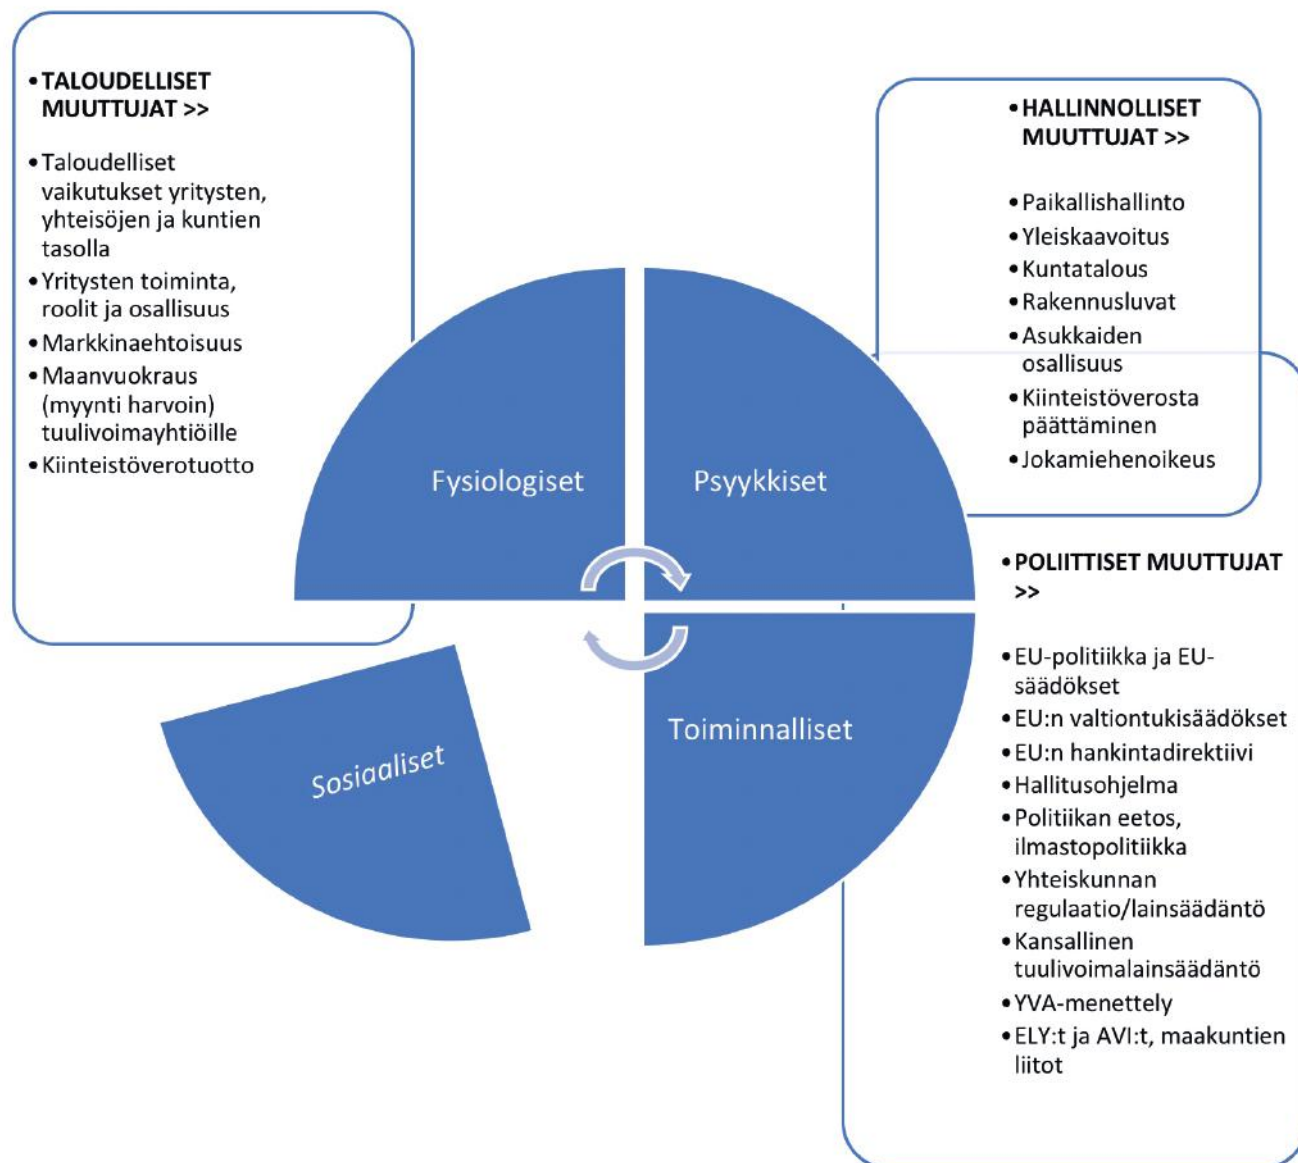 •TALOUDELLISET
MUUTTUJAT >>
•Taloudelliset
vaikutukset yritysten,
yhteisöjen ja kuntien
tasolla
•Yritysten toiminta,
roolit ja osallisuus
•Markkinaehtoisuus
•Maanvuokraus
(myynti harvoin)
tuulivoimayhtiöille
•Kiinteistöverotuotto
•HALLINNOLLISET
MUUTTUJAT >>
•Paikallishallinto
•Yleiskaavoitus
•Kuntatalous
•Rakennusluvat
•Asukkaiden
osallisuus
•Kiinteistöverosta
päättäminen
•Jokamiehenoikeus
Fysiologiset
Psyykkiset
Sosiaaliset
Toiminnalliset
•POLIITTISET MUUTTUJAT
>>
•EU-politiikka ja EU-
säädökset
•EU:n valtiontukisäädökset
•EU:n hankintadirektiivi
•Hallitusohjelma
•Politiikan eetos,
ilmastopolitiikka
•Yhteiskunnan
regulaatio/lainsäädäntö
•Kansallinen
tuulivoimalainsäädäntö
•YVA-menettely
•ELY:t ja AVI:t, maakuntien
liitot